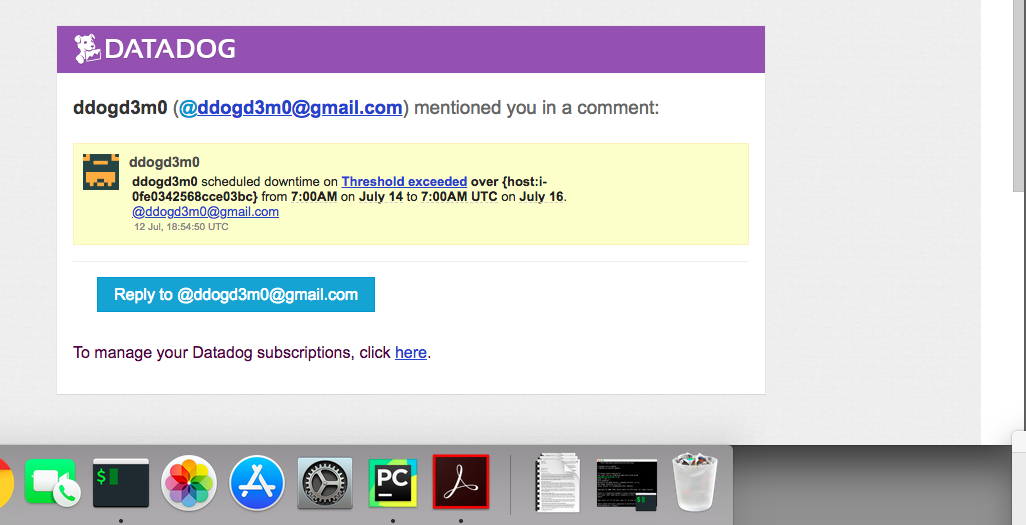 DATADOG
ddogd3m0 (@ddogd3m0@gmail.com) mentioned you in a comment:
ddogd3m0
ddogd3m0 scheduled downtime on Threshold exceeded over {host:i-
0fe0342568cce03bc} from 7:00AM on July 14 to 7:00AM UTC on July 16.
@ddogd3m0@gmail.com
12 Jul, 18:54:50 UTC
Reply to @ddogd3m0@gmail.com
To manage your Datadog subscriptions, click here.
$
PC
$